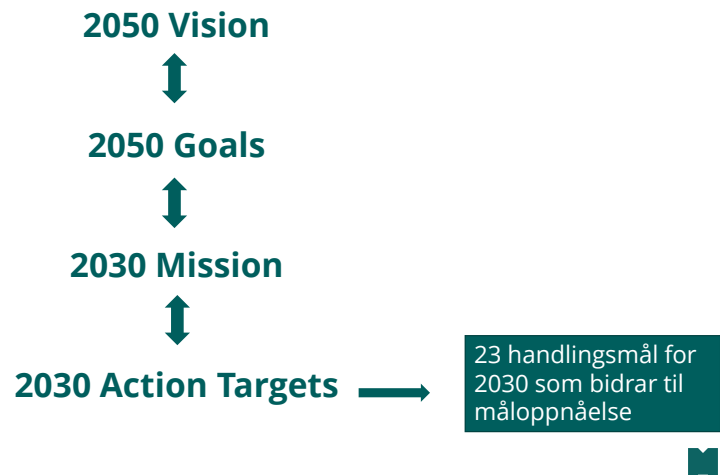 2050 Vision
2050 Goals
2030 Mission
2030 Action Targets
23 handlingsmål for
2030 som bidrar til
måloppnåelse